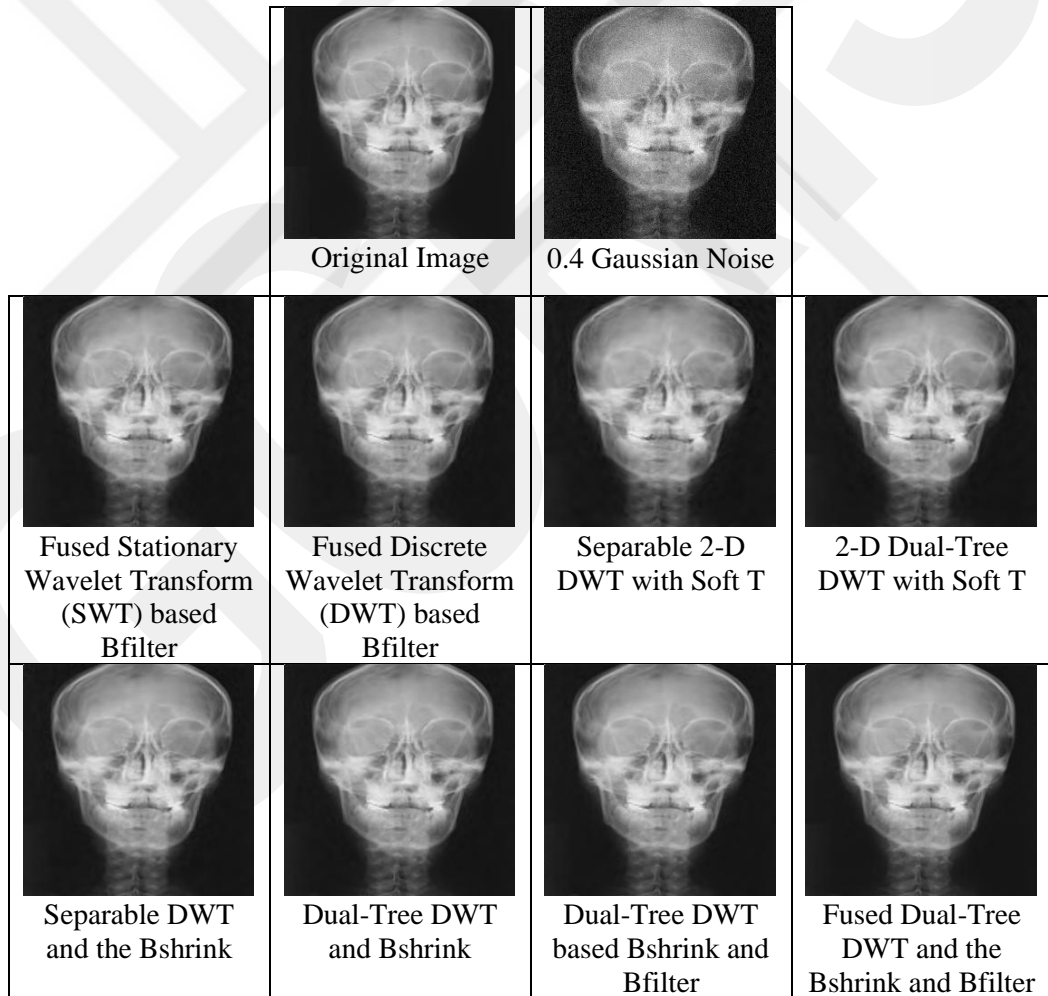 Original Image
0.4 Gaussian Noise
Fused Stationary
Wavelet Transform
(SWT) based
Bfilter
Fused Discrete
Wavelet Transform
(DWT) based
Bfilter
Separable 2-D
DWT with Soft T
2-D Dual-Tree
DWT with Soft T
Separable DWT
and the Bshrink
Dual-Tree DWT
and Bshrink
Dual-Tree DWT
based Bshrink and
Bfilter
Fused Dual-Tree
DWT and the
Bshrink and Bfilter